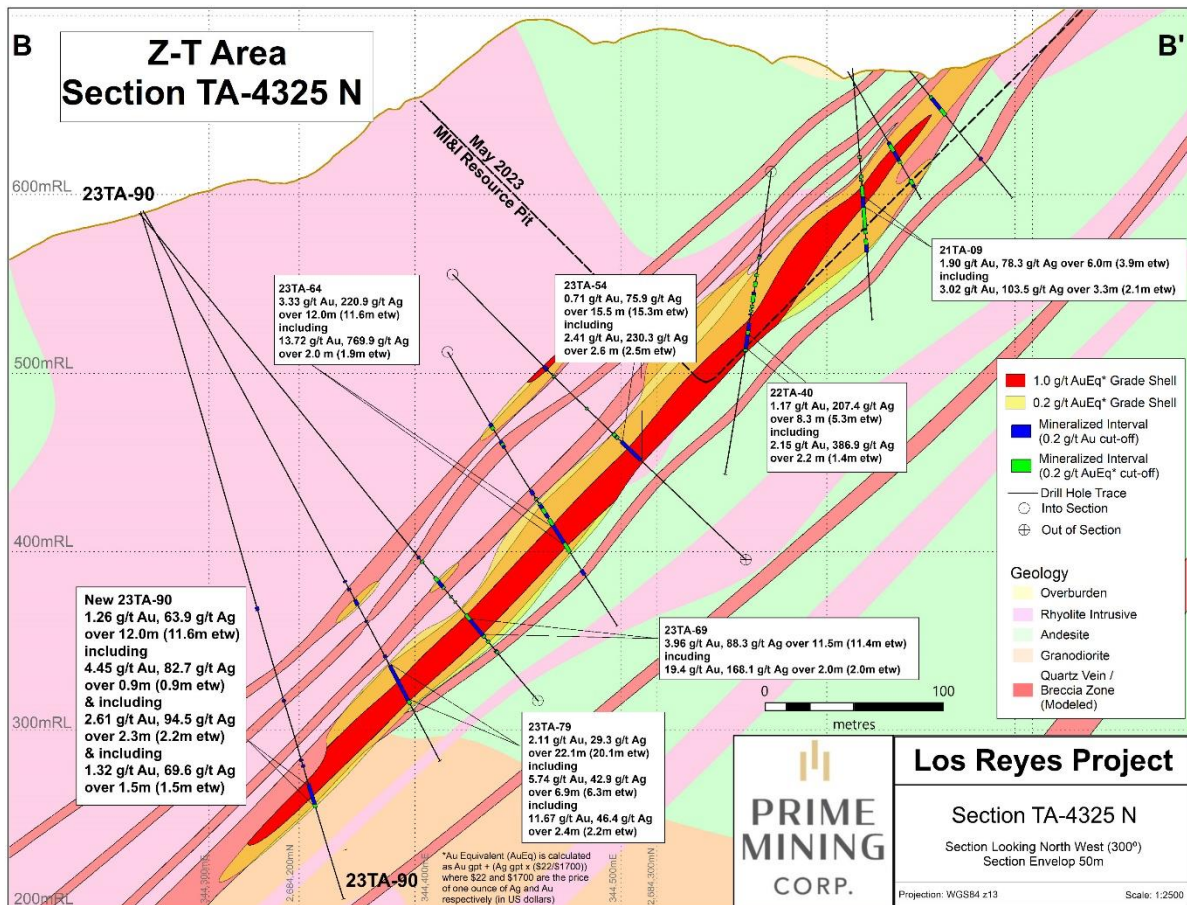 B
Z-T Area
Section TA-4325 N
B'
May 2023
MI&I Resource Pit
600mRL
500mRL
400mRL
300mRL
200mRL
23TA-90
23TA-64
3.33 g/t Au, 220.9 g/t Ag
over 12.0m (11.6m etw)
including
13.72 g/t Au, 769.9 g/t Ag
over 2.0 m (1.9m etw)
23TA-54
0.71 g/t Au, 75.9 g/t Ag
over 15.5 m (15.3m etw)
including
2.41 g/t Au, 230.3 g/t Ag
over 2.6 m (2.5m etw)
21TA-09
1.90 g/t Au, 78.3 g/t Ag over 6.0m (3.9m etw)
including
3.02 g/t Au, 103.5 g/t Ag over 3.3m (2.1m etw)
22TA-40
1.17 g/t Au, 207.4 g/t Ag
over 8.3 m (5.3m etw)
including
2.15 g/t Au, 386.9 g/t Ag
over 2.2 m (1.4m etw)
1.0 g/t AuEq* Grade Shell
0.2 g/t AuEq* Grade Shell
Mineralized Interval
(0.2 g/t Au cut-off)
Mineralized Interval
(0.2 g/t AuEq* cut-off)
Drill Hole Trace
Into Section
Out of Section
Geology
Overburden
Rhyolite Intrusive
Andesite
Granodiorite
Quartz Vein /
Breccia Zone
(Modeled)
New 23TA-90
1.26 g/t Au, 63.9 g/t Ag
over 12.0m (11.6m etw)
including
4.45 g/t Au, 82.7 g/t Ag
over 0.9m (0.9m etw)
& including
2.61 g/t Au, 94.5 g/t Ag
over 2.3m (2.2m etw)
& including
1.32 g/t Au, 69.6 g/t Ag
over 1.5m (1.5m etw)
23TA-69
3.96 g/t Au, 88.3 g/t Ag over 11.5m (11.4m etw)
incuding
19.4 g/t Au, 168.1 g/t Ag over 2.0m (2.0m etw)
23TA-79
2.11 g/t Au, 29.3 g/t Ag
over 22.1m (20.1m etw)
including
5.74 g/t Au, 42.9 g/t Ag
over 6.9m (6.3m etw)
including
11.67 g/t Au, 46.4 g/t Ag
over 2.4m (2.2m etw)
0 100
metres
344,300mE
2,684,200mN
344,400mE
344,500mE
2,684,300mN
23TA-90
*Au Equivalent (AuEq) is calculated
as Au gpt + (Ag gpt x ($22/$1700))
where $22 and $1700 are the price
of one ounce of Ag and Au
respectively (in US dollars)
PRIME
MINING
CORP.
Los Reyes Project
Section TA-4325 N
Section Looking North West (300º)
Section Envelop 50m
Projection: WGS84 z13
Scale: 1:2500